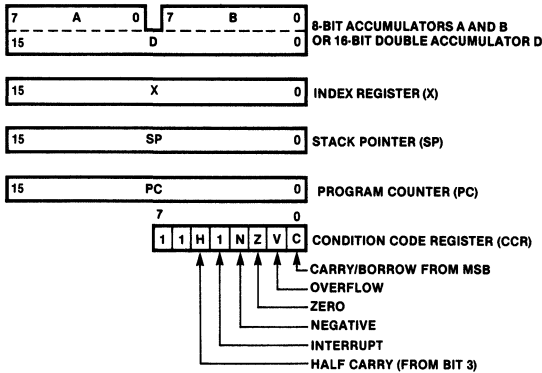 7 A 0 7 B 0
8-BIT ACCUMULATORS A AND B
15 D 0
OR 16-BIT DOUBLE ACCUMULATOR D
15 X 0 INDEX REGISTER (X)
15 SP 0 STACK POINTER (SP)
15 PC 0 PROGRAM COUNTER (PC)
7 0
1 1 H 1 N Z V C CONDITION CODE REGISTER (CCR)
CARRY/BORROW FROM MSB
OVERFLOW
ZERO
NEGATIVE
INTERRUPT
HALF CARRY (FROM BIT 3)